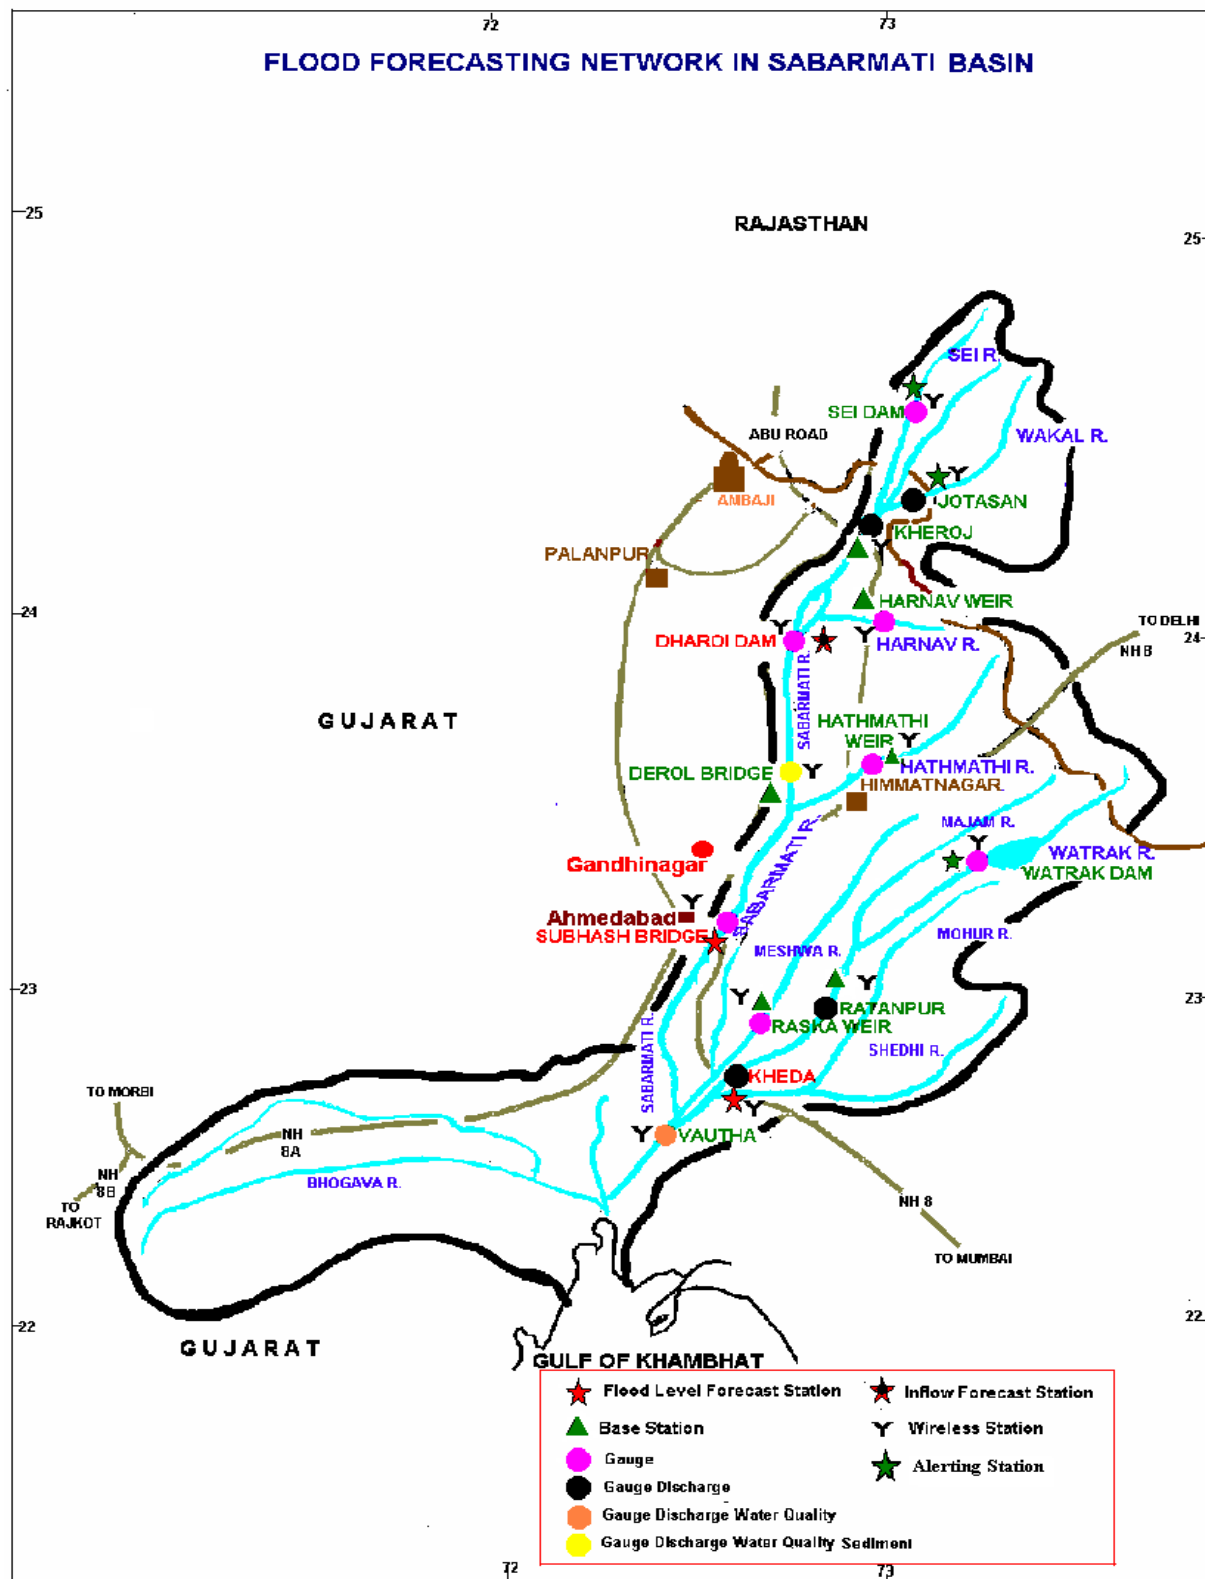 72
73
FLOOD FORECASTING NETWORK IN SABARMATI BASIN
25
RAJASTHAN
25
SEI R.
SEI DAM
ABU ROAD
WAKAL R.
AMBAJI
JOTASAN
KHEROJ
PALANPUR
HARNAV WEIR
24
TO DELHI
24
DHAROI DAM
HARNAV R.
NH 8
SABARMATI R.
GUJARAT
HATHMATHI
WEIR
DEROL BRIDGE
HATHMATHI R.
HIMMATNAGAR
MAJAM R.
SABARMATI R.
Gandhinagar
WATRAK R.
WATRAK DAM
Ahmedabad
SUBHASH BRIDGE
MOHUR R.
MESHWA R.
23
23
RATANPUR
RASKA WEIR
SHEDHI R.
SABARMATI R.
KHEDA
TO MORBI
VAUTHA
NH
8A
NH
8B
BHOGAVA R.
TO
RAJKOT
NH 8
TO MUMBAI
22
22
GUJARAT
GULF OF KHAMBHAT
Flood Level Forecast Station
Inflow Forecast Station
Base Station
Wireless Station
Gauge
Alerting Station
Gauge Discharge
Gauge Discharge Water Quality
Gauge Discharge Water Quality Sediment
72
73